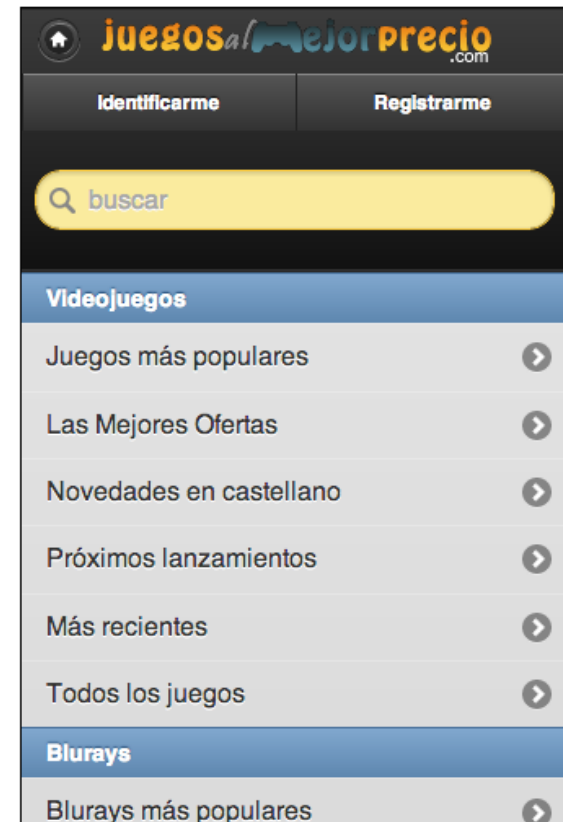 juegosalmejorprecio
.com
Identificarme Registrarme
buscar
Videojuegos
Juegos más populares
Las Mejores Ofertas
Novedades en castellano
Próximos lanzamientos
Más recientes
Todos los juegos
Blurays
Blurays más populares